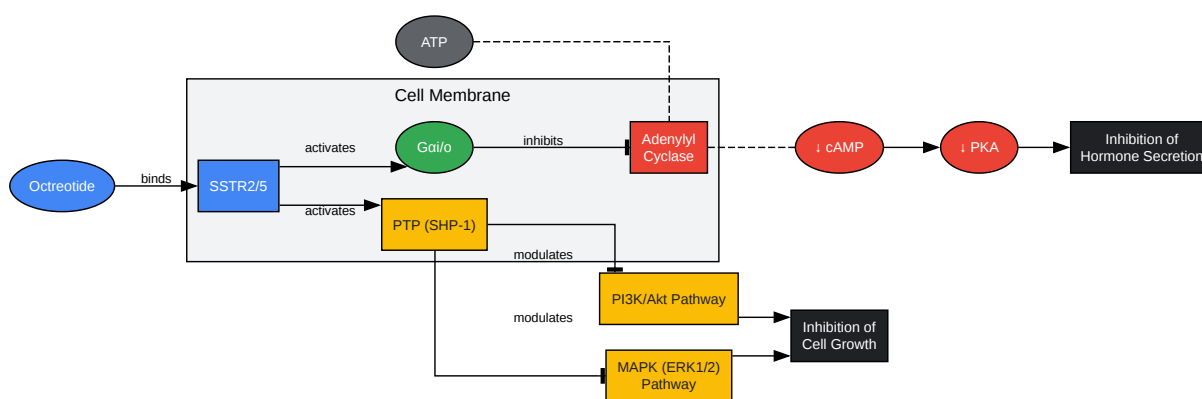 ATP
Cell Membrane
Octreotide
binds
SSTR2/5
activates
Gαi/o
inhibits
Adenylyl
Cyclase
↓ cAMP
↓ PKA
Inhibition of
Hormone Secretion
activates
PTP (SHP-1)
modulates
PI3K/Akt Pathway
modulates
Inhibition of
Cell Growth
MAPK (ERK1/2)
Pathway